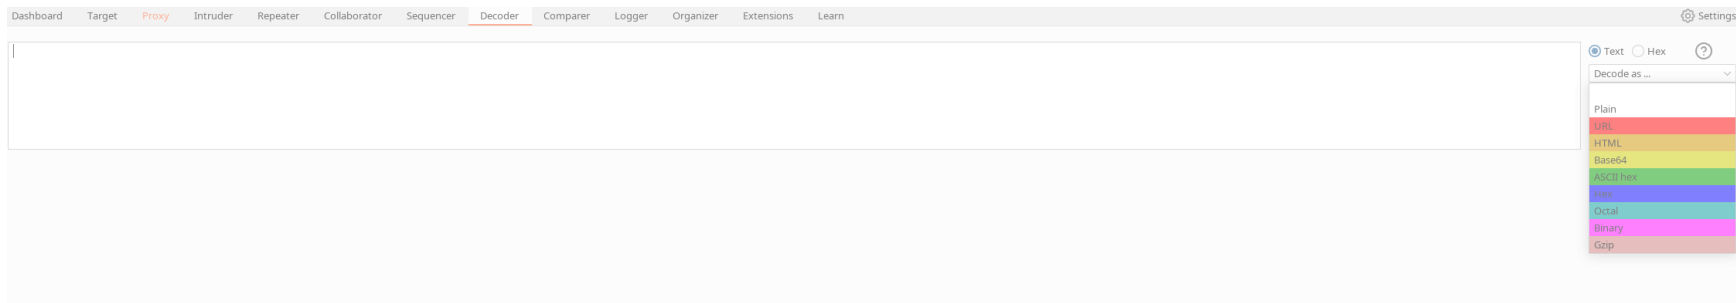 Dashboard Target Proxy Intruder Repeater Collaborator Sequencer Decoder Comparer Logger Organizer Extensions Learn Settings
Text Hex ?
Decode as ...
Plain
URL
HTML
Base64
ASCII hex
Hex
Octal
Binary
Gzip